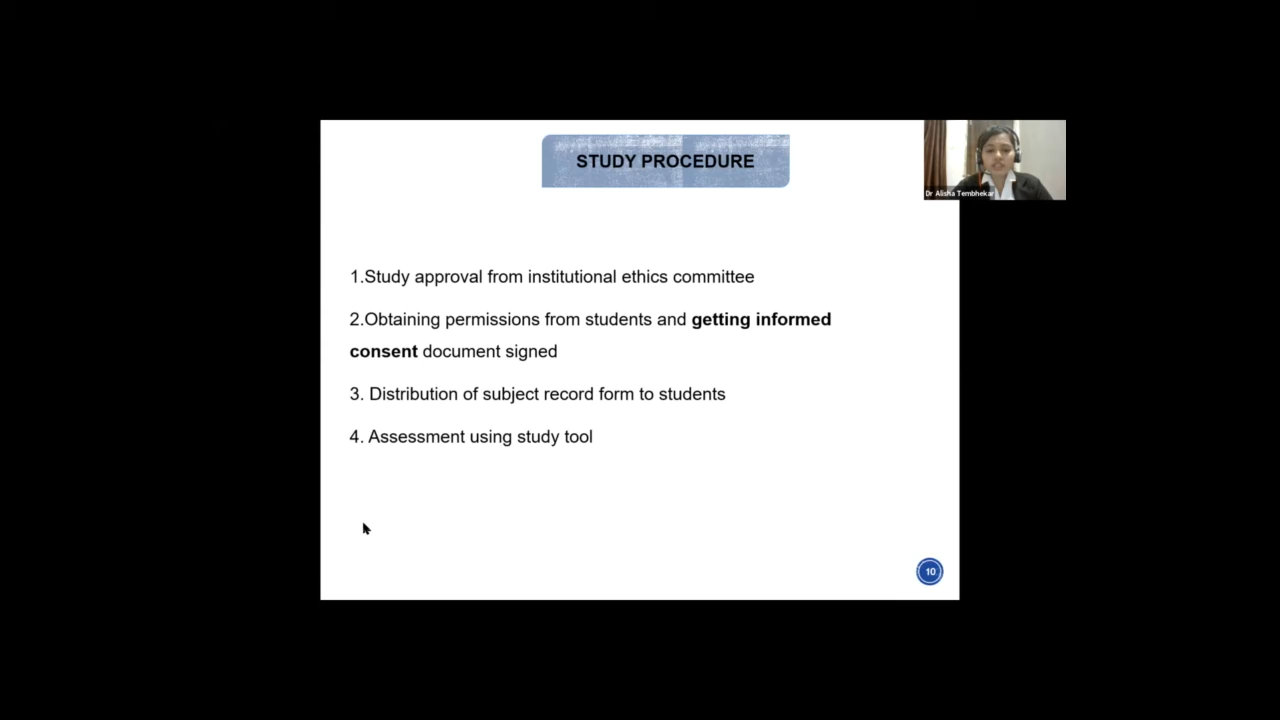 STUDY PROCEDURE
Dr Alisha Tembhekar
1.Study approval from institutional ethics committee
2.Obtaining permissions from students and getting informed
consent document signed
3. Distribution of subject record form to students
4. Assessment using study tool
10